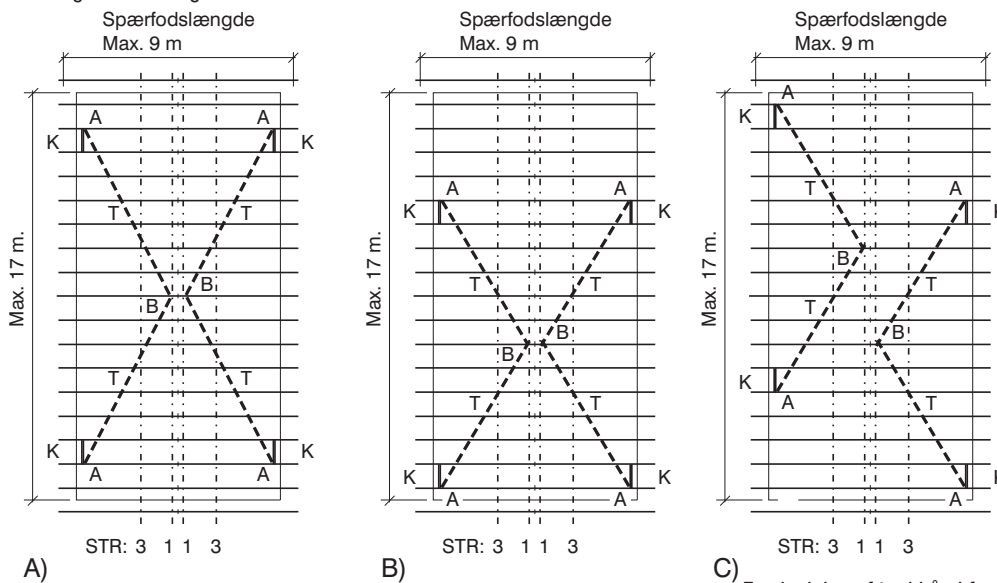 Spærfodslængde
Max. 9 m
A A
K K
T T
Max. 17 m.
B
B
T T
K K
A A
STR: 3 1 1 3
A)
Spærfodslængde
Max. 9 m
A A
K K
T T
Max. 17 m.
B B
T T
K K
A A
STR: 3 1 1 3
B)
Spærfodslængde
Max. 9 m
A
K
T
A
K
B
T
Max. 17 m.
T
B
K
A
T
K
A
STR: 3 1 1 3
C)